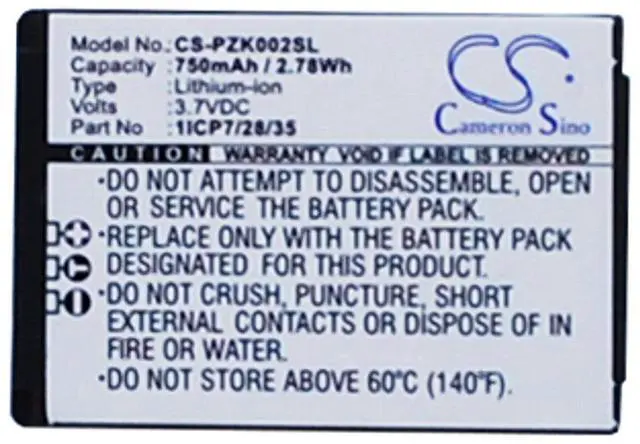 Model No.: CS-PZK002SL
Capacity : 750mAh / 2.78Wh
Type : Lithium-ion
Voltage : 3.7VDC
Part No : 1ICP7/28/35
CS
Cameron Sino
CAUTION WARRANTY VOID IF LABEL IS REMOVED
•DO NOT ATTEMPT TO DISASSEMBLE, OPEN
OR SERVICE THE BATTERY PACK.
•REPLACE ONLY WITH THE BATTERY PACK
DESIGNATED FOR THIS PRODUCT.
•DO NOT CRUSH, PUNCTURE, SHORT
EXTERNAL CONTACTS OR DISPOSE OF IN
FIRE OR WATER.
•DO NOT STORE ABOVE 60°C (140°F).